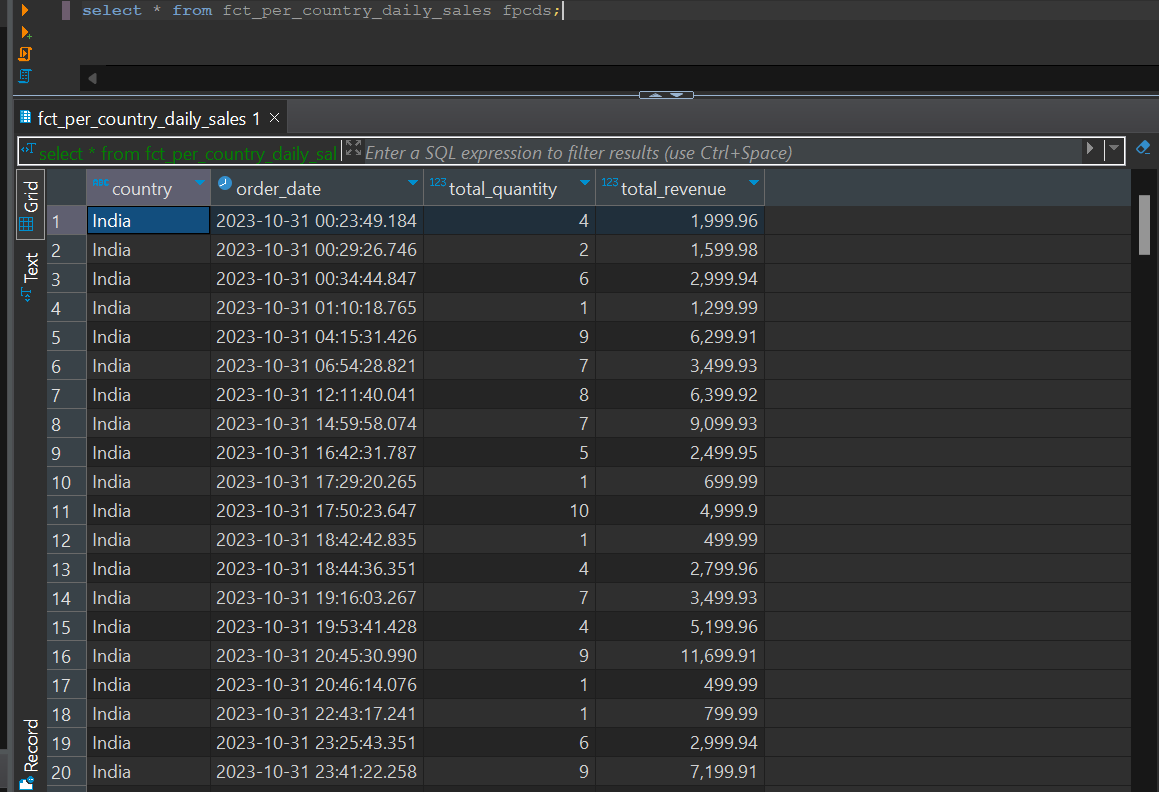 select * from fct_per_country_daily_sales fpcds;
fct_per_country_daily_sales 1
select * from fct_per_country_daily_sal Enter a SQL expression to filter results (use Ctrl+Space)
Grid
Text
Record
country 123 total_quantity 123 total_revenue order_date
1 India 2023-10-31 00:23:49.184 4 1,999.96
2 India 2023-10-31 00:29:26.746 2 1,599.98
3 India 2023-10-31 00:34:44.847 6 2,999.94
4 India 2023-10-31 01:10:18.765 1 1,299.99
5 India 2023-10-31 04:15:31.426 9 6,299.91
6 India 2023-10-31 06:54:28.821 7 3,499.93
7 India 2023-10-31 12:11:40.041 8 6,399.92
8 India 2023-10-31 14:59:58.074 7 9,099.93
9 India 2023-10-31 16:42:31.787 5 2,499.95
10 India 2023-10-31 17:29:20.265 1 699.99
11 India 2023-10-31 17:50:23.647 10 4,999.9
12 India 2023-10-31 18:42:42.835 1 499.99
13 India 2023-10-31 18:44:36.351 4 2,799.96
14 India 2023-10-31 19:16:03.267 7 3,499.93
15 India 2023-10-31 19:53:41.428 4 5,199.96
16 India 2023-10-31 20:45:30.990 9 11,699.91
17 India 2023-10-31 20:46:14.076 1 499.99
18 India 2023-10-31 22:43:17.241 1 799.99
19 India 2023-10-31 23:25:43.351 6 2,999.94
20 India 2023-10-31 23:41:22.258 9 7,199.91